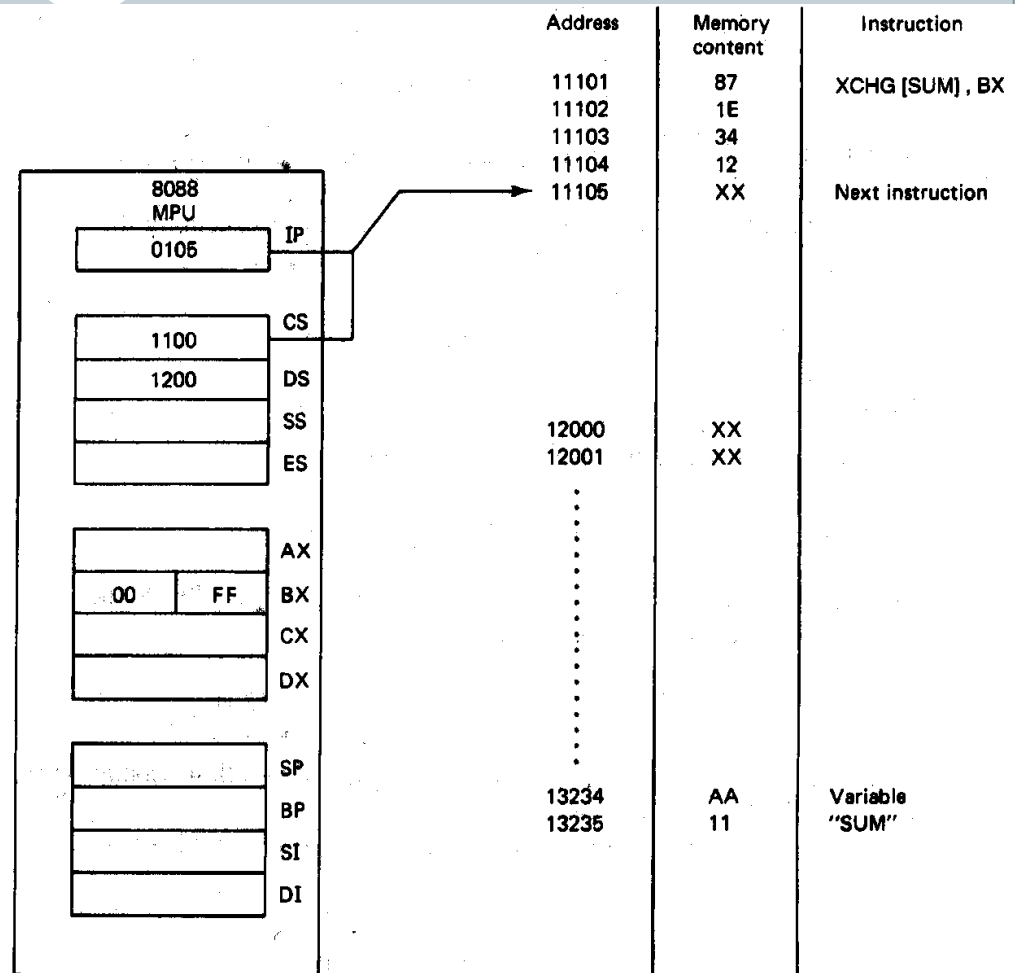 Address Memory content Instruction
11101 87 XCHG [SUM] , BX
11102 1E
11103 34
11104 12
11105 XX Next instruction
8088
MPU
0105 IP
1100 CS
1200 DS
SS
ES
12000 XX
12001 XX
AX
00 FF BX
CX
DX
SP
BP
SI
DI
13234 AA Variable
13235 11 "SUM"